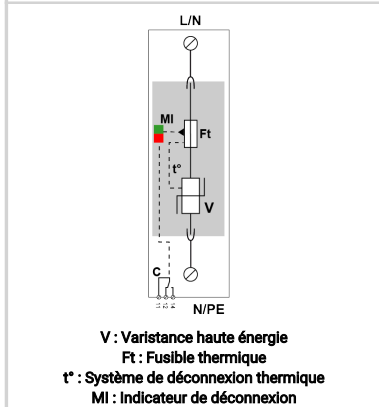 L/N
MI
Ft
t°
V
C
N/PE
V : Varistance haute énergie
Ft : Fusible thermique
t° : Système de déconnexion thermique
MI : Indicateur de déconnexion